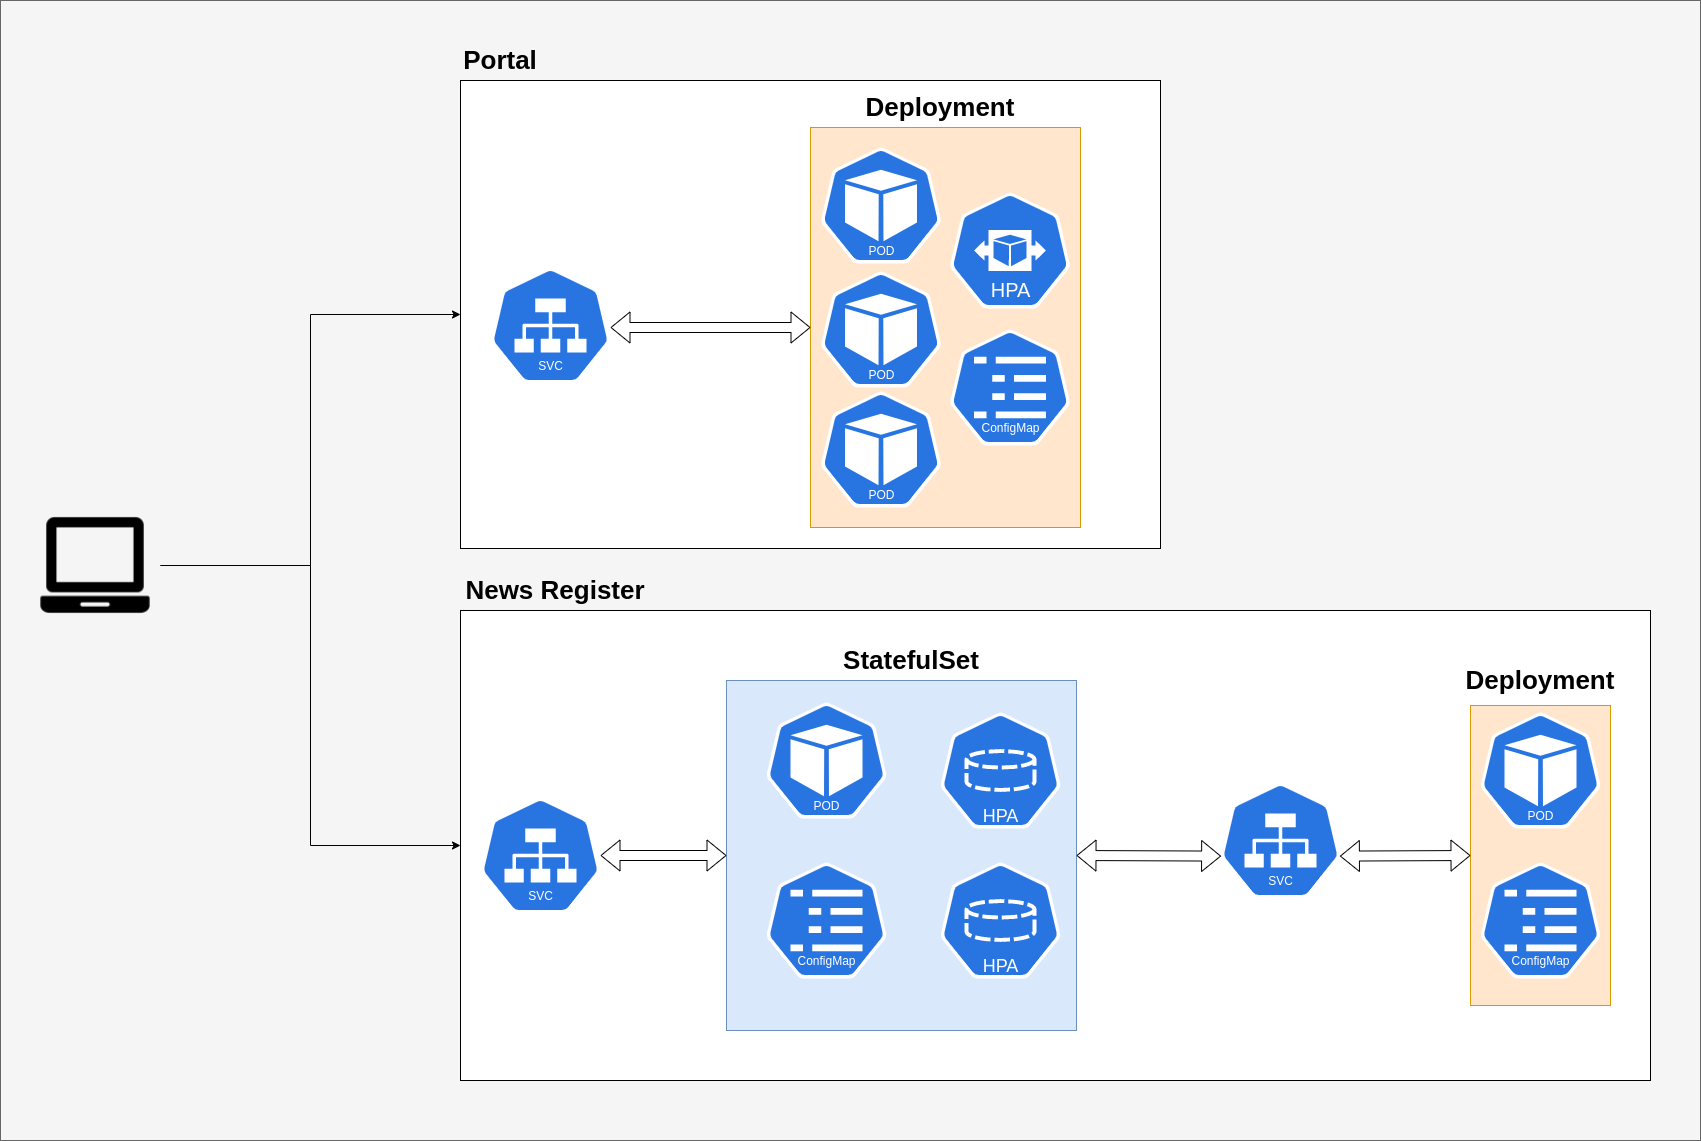 Portal
Deployment
POD
HPA
POD
SVC
ConfigMap
POD
News Register
StatefulSet
Deployment
POD
HPA
POD
SVC
SVC
ConfigMap
HPA
ConfigMap